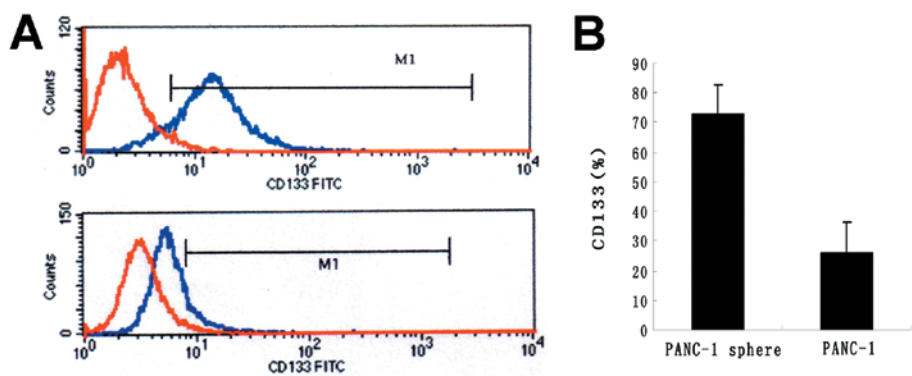 A
120
Counts
0
M1
10^0 10^1 10^2 10^3 10^4
CD133 FITC
150
Counts
0
M1
10^0 10^1 10^2 10^3 10^4
CD133 FITC
B
90
80
70
60
50
40
30
20
10
0
CD133(%)
PANC-1 sphere PANC-1